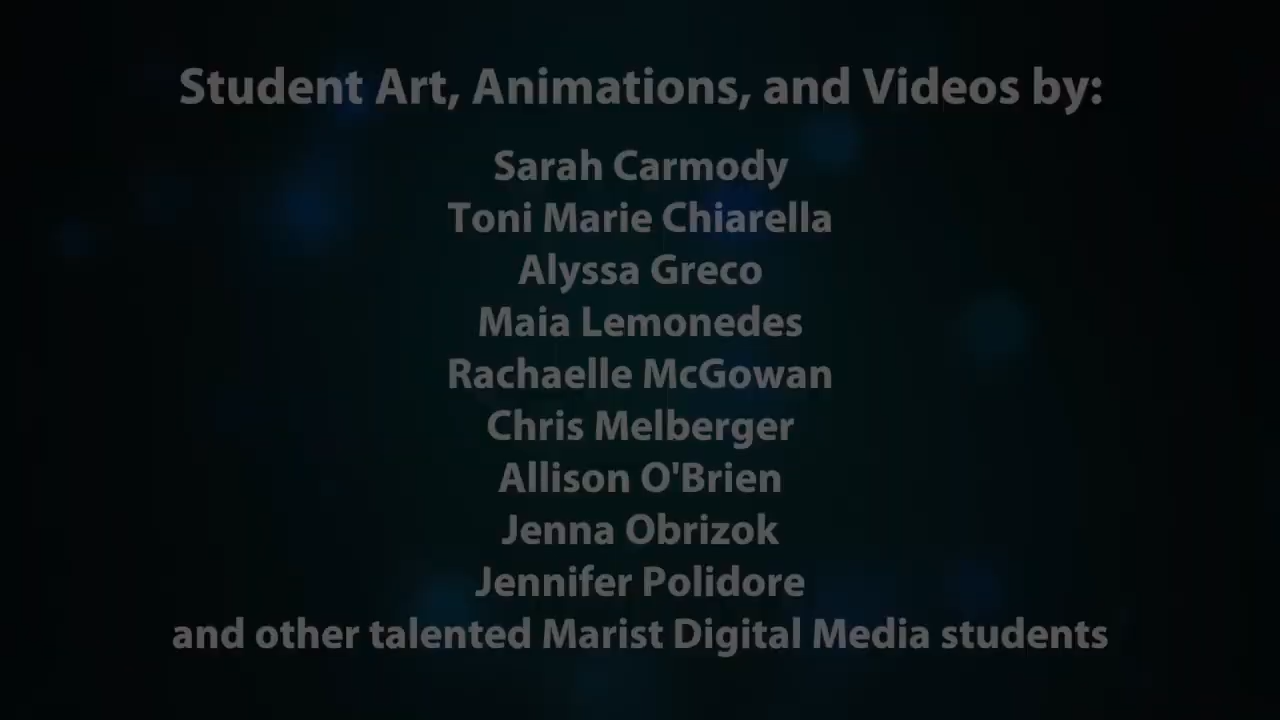 Student Art, Animations, and Videos by:
Sarah Carmody
Toni Marie Chiarella
Alyssa Greco
Maia Lemonedes
Rachaelle McGowan
Chris Melberger
Allison O'Brien
Jenna Obrizok
Jennifer Polidore
and other talented Marist Digital Media students